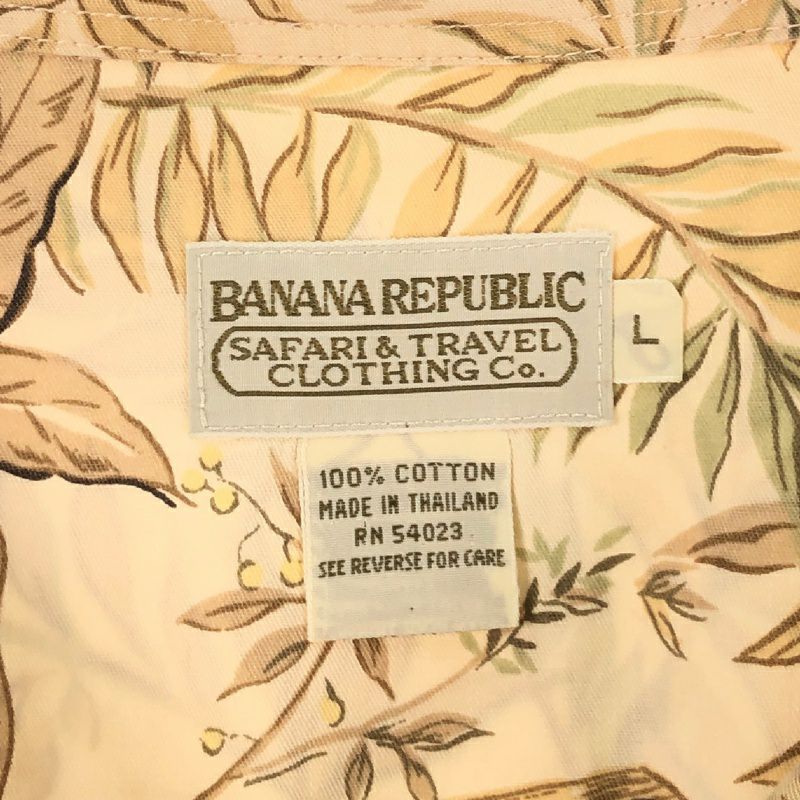 BANANA REPUBLIC
SAFARI & TRAVEL
CLOTHING Co.
L
100% COTTON
MADE IN THAILAND
RN 54023
SEE REVERSE FOR CARE